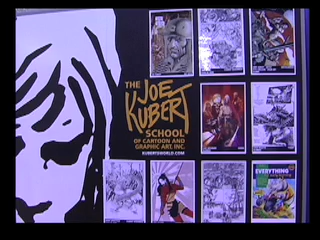 THE JOE
KUBERT
SCHOOL
OF CARTOON AND
GRAPHIC ART, INC.
KUBERTSWORLD.COM
EVERYTHING